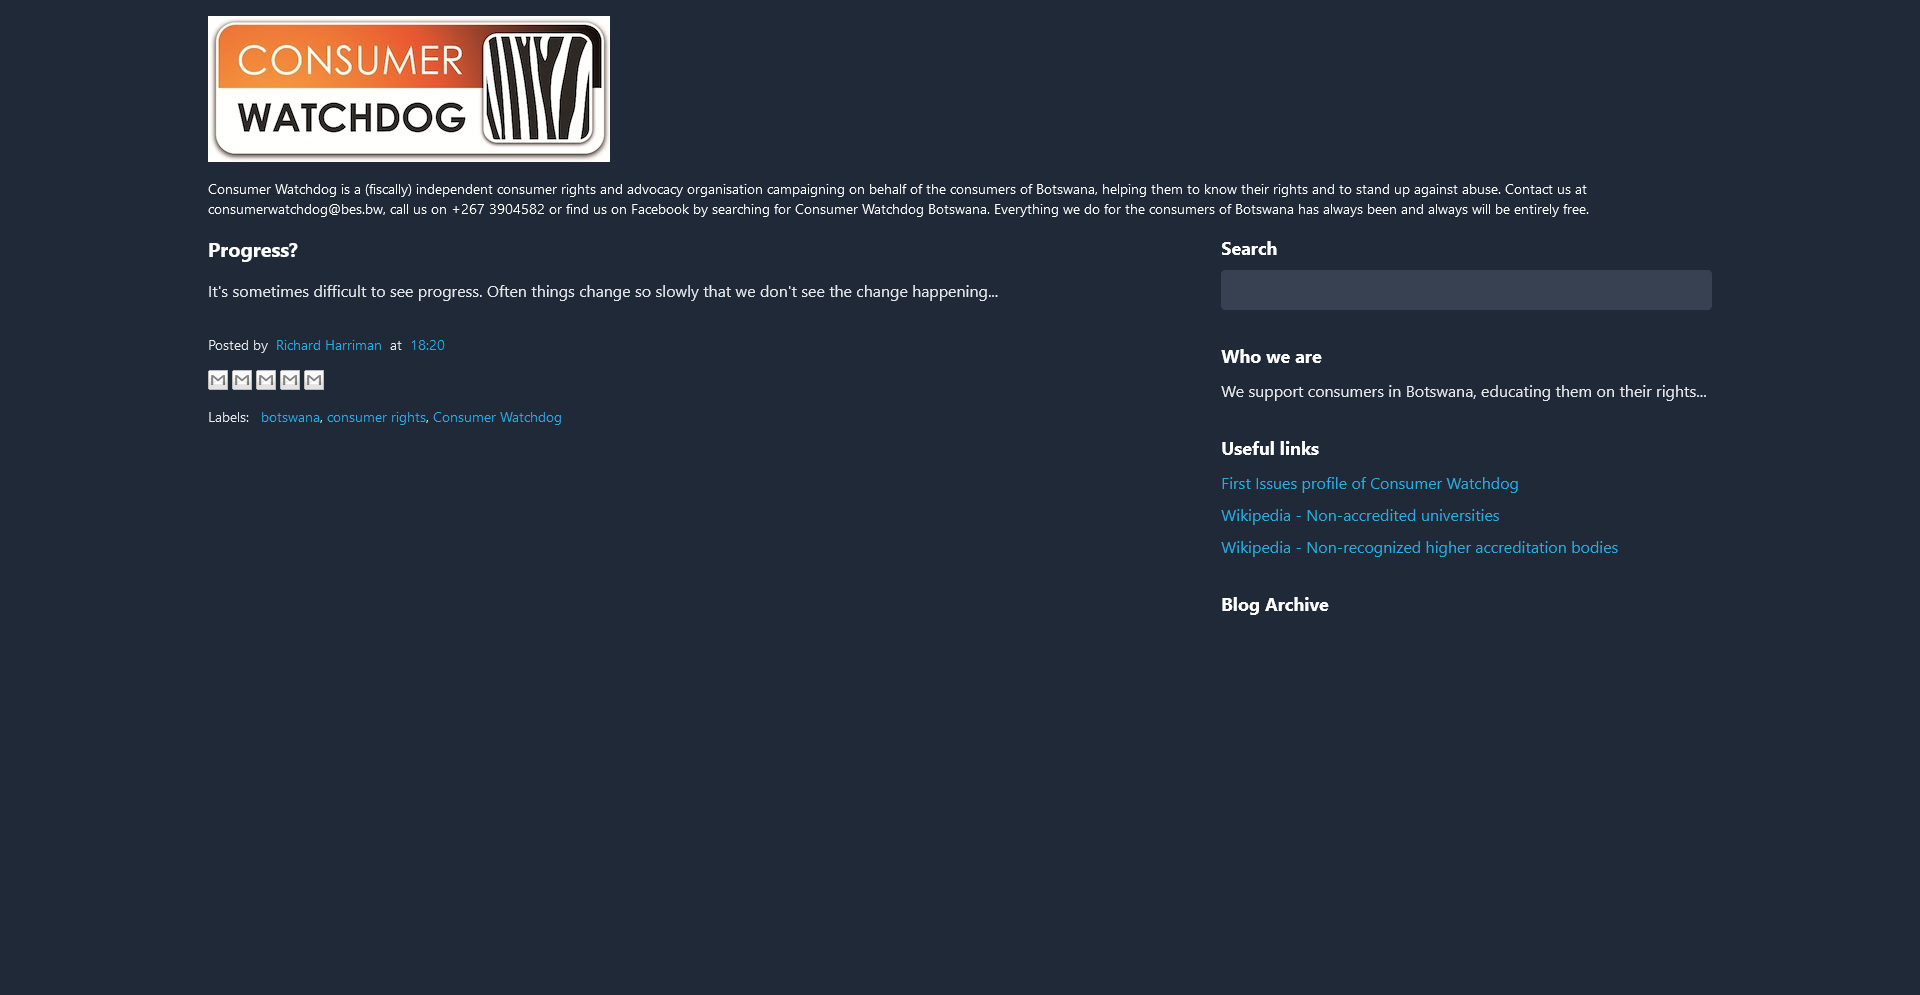 CONSUMER
WATCHDOG
Consumer Watchdog is a (fiscally) independent consumer rights and advocacy organisation campaigning on behalf of the consumers of Botswana, helping them to know their rights and to stand up against abuse. Contact us at
consumerwatchdog@bes.bw, call us on +267 3904582 or find us on Facebook by searching for Consumer Watchdog Botswana. Everything we do for the consumers of Botswana has always been and always will be entirely free.
Progress?
It's sometimes difficult to see progress. Often things change so slowly that we don't see the change happening...
Posted by Richard Harriman at 18:20
Labels: botswana, consumer rights, Consumer Watchdog
Search
Who we are
We support consumers in Botswana, educating them on their rights...
Useful links
First Issues profile of Consumer Watchdog
Wikipedia - Non-accredited universities
Wikipedia - Non-recognized higher accreditation bodies
Blog Archive